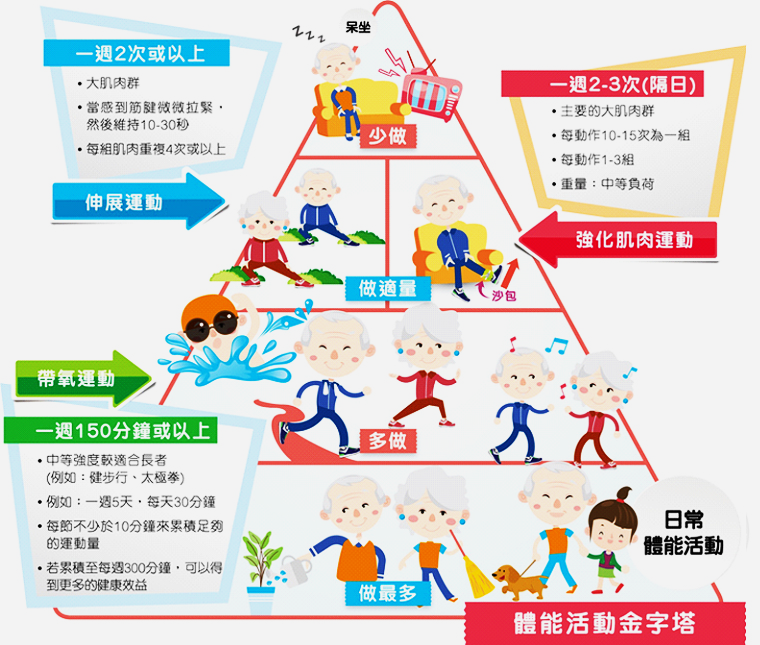 呆坐
zzz
少做
一週2次或以上
• 大肌肉群
• 當感到筋腱微微拉緊，
然後維持10-30秒
• 每組肌肉重複4次或以上
伸展運動
一週2-3次(隔日)
• 主要的大肌肉群
• 每動作10-15次為一組
• 每動作1-3組
• 重量：中等負荷
強化肌肉運動
沙包
做適量
帶氧運動
一週150分鐘或以上
• 中等強度較適合長者
(例如：健步行、太極拳)
• 例如：一週5天，每天30分鐘
• 每節不少於10分鐘來累積足夠
的運動量
• 若累積至每週300分鐘，可以得
到更多的健康效益
多做
日常
體能活動
做最多
體能活動金字塔